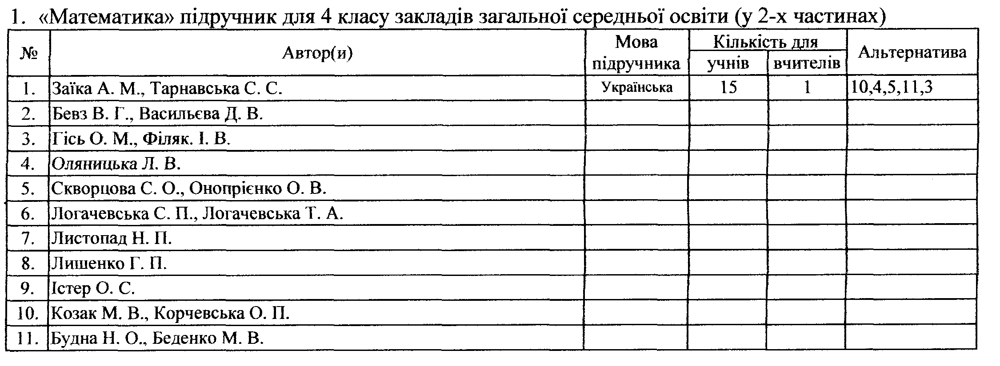 1. «Математика» підручник для 4 класу закладів загальної середньої освіти (у 2-х частинах)
№ Автор(и) Мова підручника Кількість для учнів вчителів Альтернатива
1. Заїка А. М., Тарнавська С. С. Українська 15 1 10,4,5,11,3
2. Бевз В. Г., Васильєва Д. В.
3. Гісь О. М., Філяк. І. В.
4. Оляницька Л. В.
5. Скворцова С. О., Онопрієнко О. В.
6. Логачевська С. П., Логачевська Т. А.
7. Листопад Н. П.
8. Лишенко Г. П.
9. Істер О. С.
10. Козак М. В., Корчевська О. П.
11. Будна Н. О., Беденко М. В.